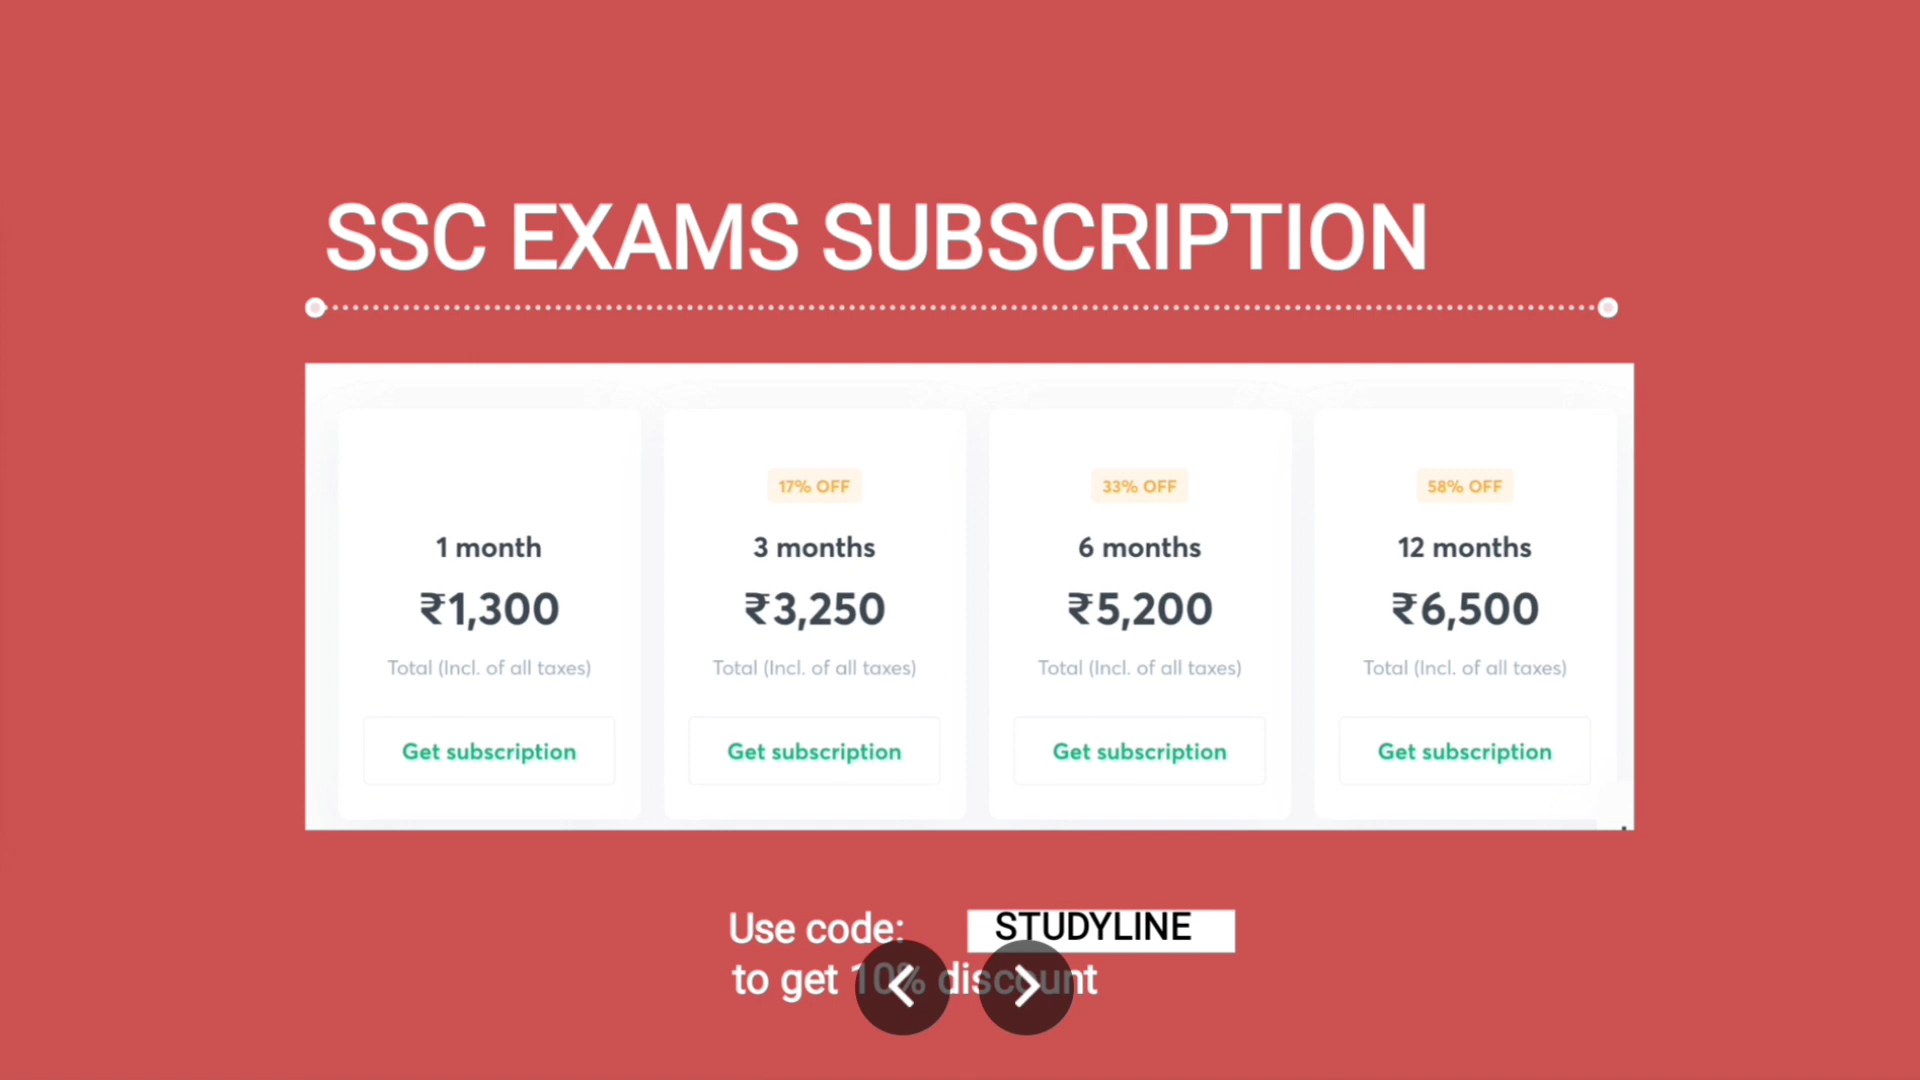 SSC EXAMS SUBSCRIPTION
17% OFF
33% OFF
58% OFF
1 month
3 months
6 months
12 months
₹1,300
₹3,250
₹5,200
₹6,500
Total (Incl. of all taxes)
Total (Incl. of all taxes)
Total (Incl. of all taxes)
Total (Incl. of all taxes)
Get subscription
Get subscription
Get subscription
Get subscription
Use code: STUDYLINE
to get 10% discount